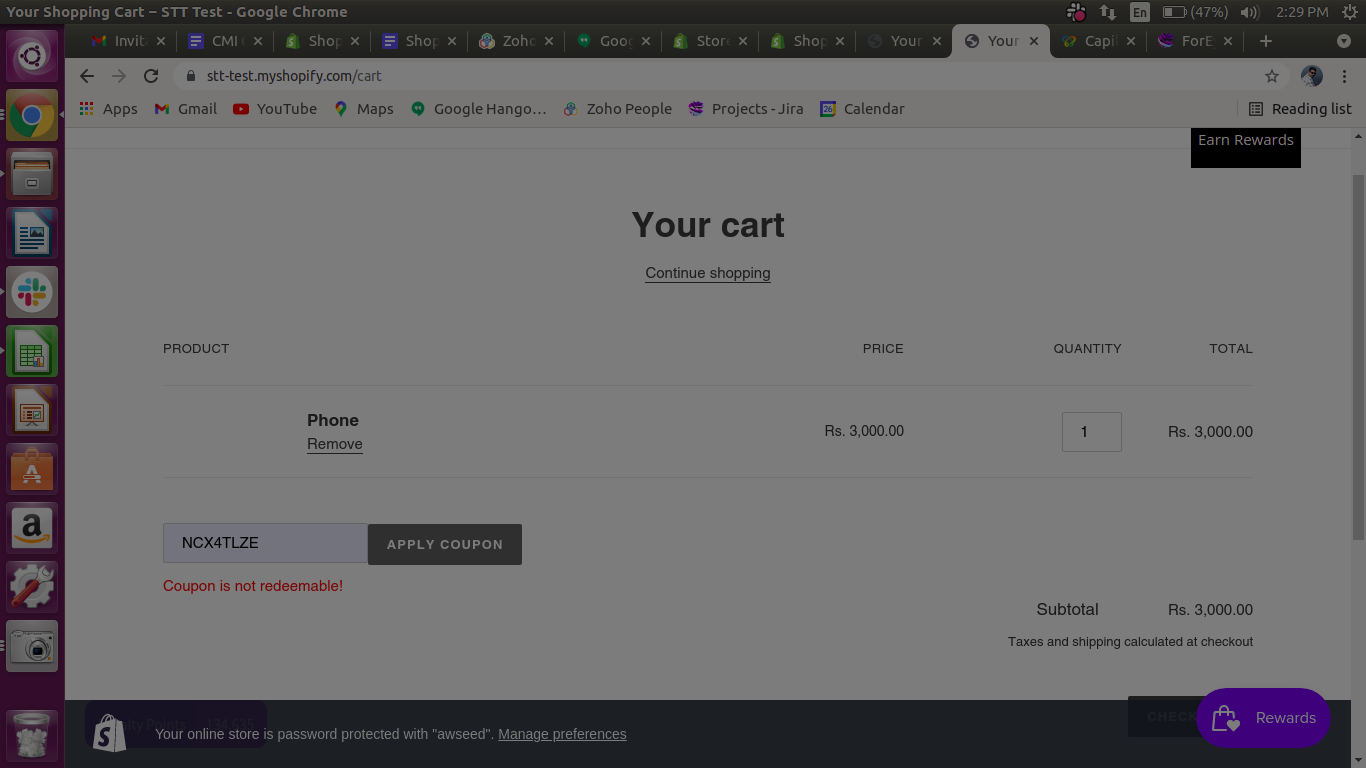 Your Shopping Cart – STT Test - Google Chrome
En (47%) 2:29 PM
Invit CMI Shop Shop Zoho Goog Store Shop Your Your Capil ForE
stt-test.myshopify.com/cart
Apps Gmail YouTube Maps Google Hango... Zoho People Projects - Jira 26 Calendar Reading list
Earn Rewards
Your cart
Continue shopping
PRODUCT PRICE QUANTITY TOTAL
Phone
Remove
Rs. 3,000.00 1 Rs. 3,000.00
NCX4TLZE APPLY COUPON
Coupon is not redeemable!
Subtotal Rs. 3,000.00
Taxes and shipping calculated at checkout
CHECK
Rewards
lty Points 134,635
Your online store is password protected with "awseed". Manage preferences